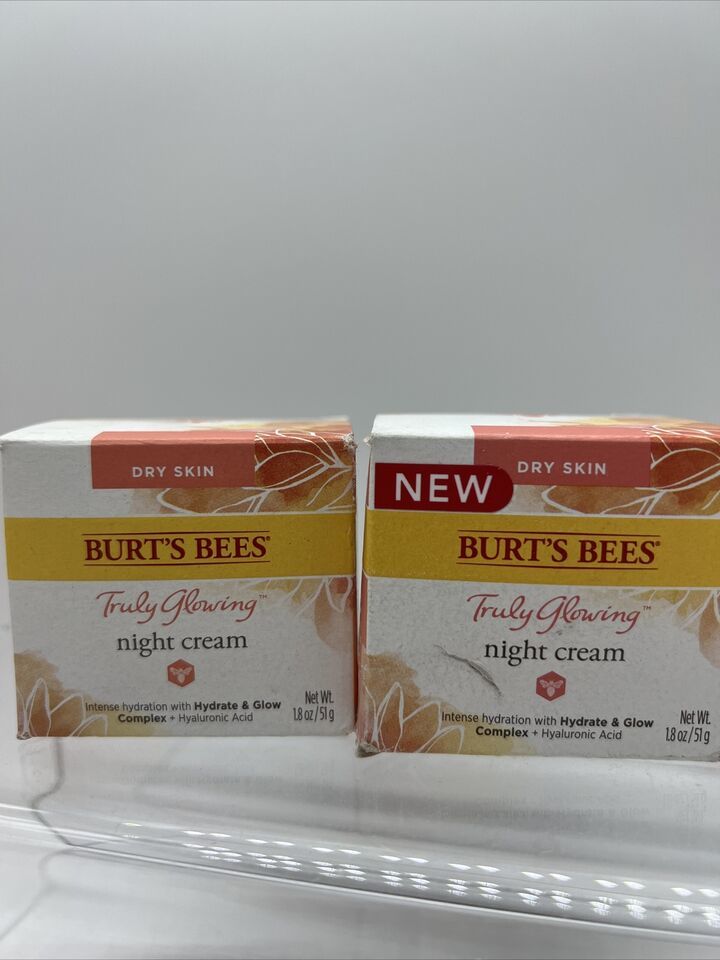 DRY SKIN
BURT'S BEES®
Truly Glowing™
night cream
Intense hydration with Hydrate & Glow
Complex + Hyaluronic Acid
Net Wt.
1.8 oz / 51 g
DRY SKIN
NEW
BURT'S BEES®
Truly Glowing™
night cream
Intense hydration with Hydrate & Glow
Complex + Hyaluronic Acid
Net Wt.
1.8 oz / 51 g